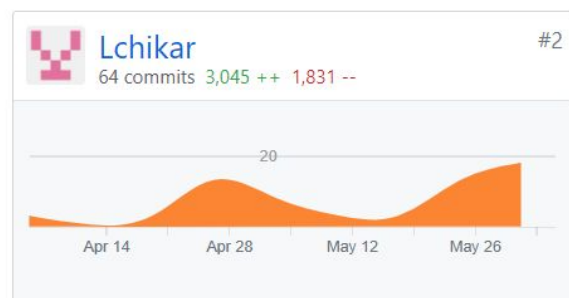 Lchikar #2
64 commits 3,045 ++ 1,831 --
20
Apr 14 Apr 28 May 12 May 26